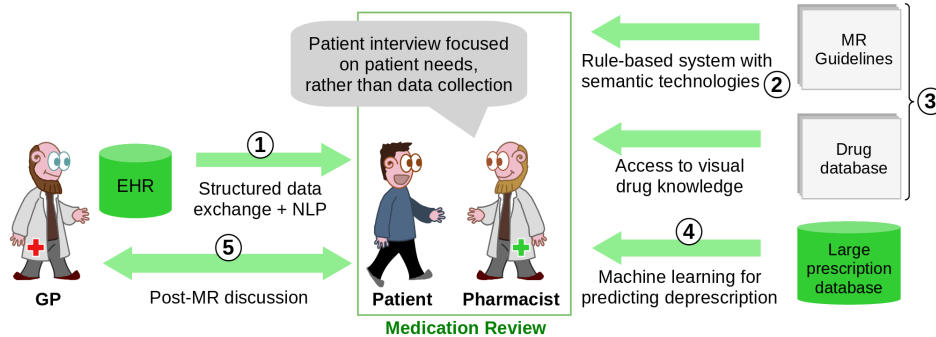 Patient interview focused
on patient needs,
rather than data collection
EHR
1
Structured data
exchange + NLP
5
Post-MR discussion
GP
Patient
Pharmacist
Medication Review
Rule-based system with
semantic technologies
2
Access to visual
drug knowledge
4
Machine learning for
predicting deprescription
MR
Guidelines
3
Drug
database
Large
prescription
database